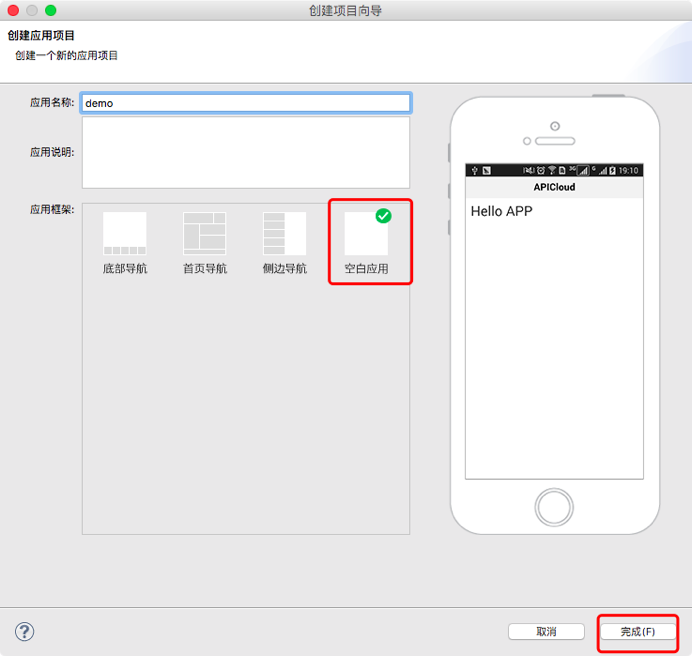 创建项目向导
创建应用项目
创建一个新的应用项目
应用名称: demo
应用说明:
应用框架:
底部导航 首页导航 侧边导航 空白应用
3G G 19:10
APICloud
Hello APP
? 取消 完成(F)